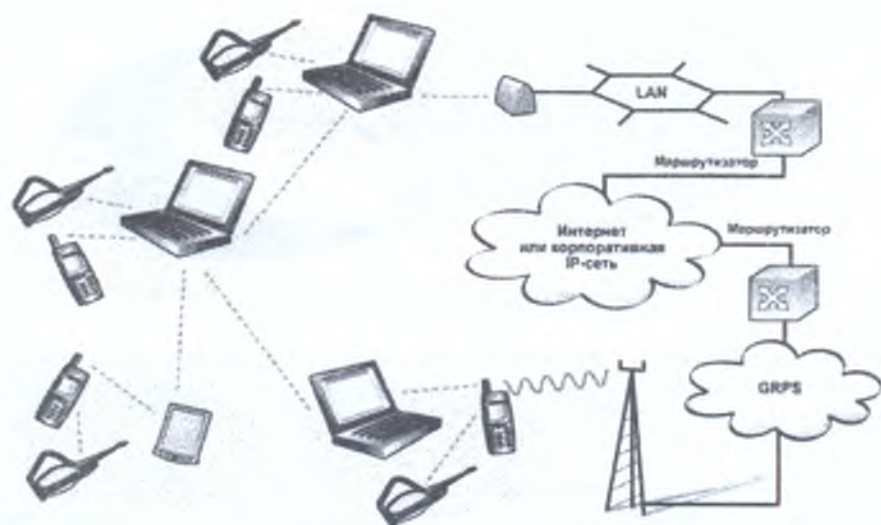 LAN
Маршрутизатор
Интернет
или корпоративная
IP-сеть
Маршрутизатор
GRPS